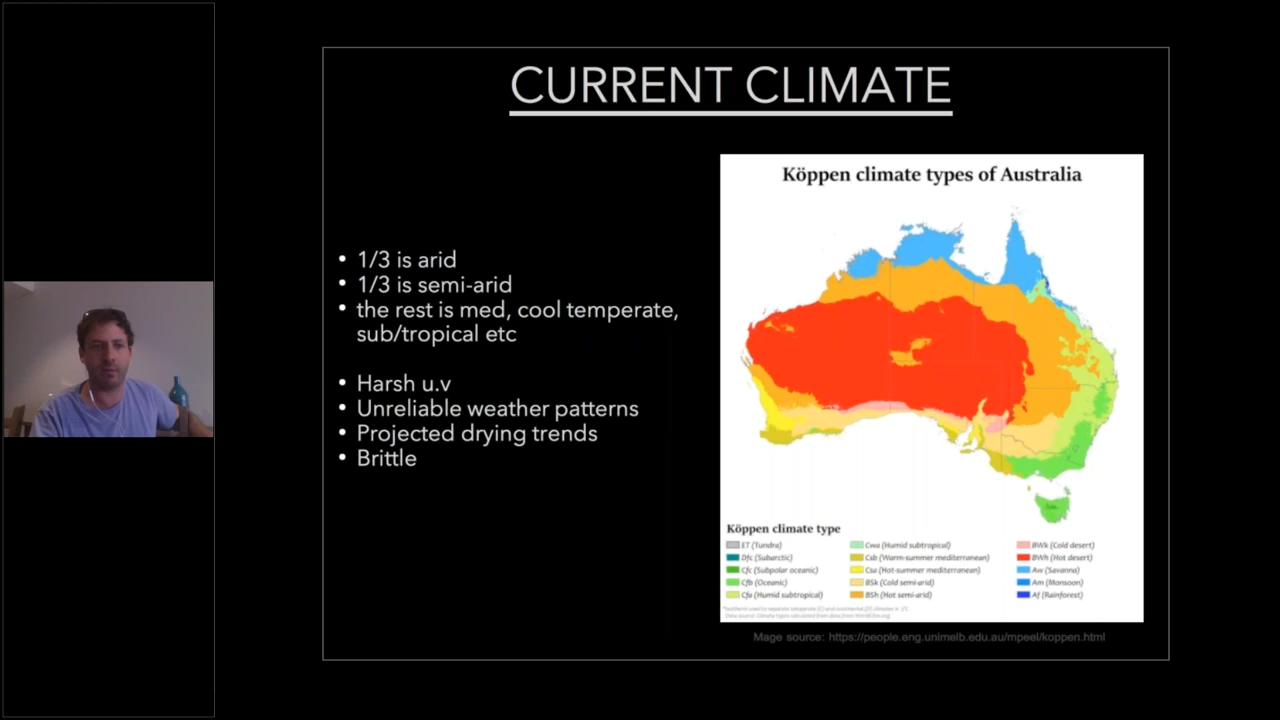 CURRENT CLIMATE
• 1/3 is arid
• 1/3 is semi-arid
• the rest is med, cool temperate,
sub/tropical etc
• Harsh u.v
• Unreliable weather patterns
• Projected drying trends
• Brittle
Köppen climate types of Australia
Köppen climate type
ET (Tundra)
Dfc (Subarctic)
Cfc (Subpolar oceanic)
Cfb (Oceanic)
Cfa (Humid subtropical)
Cwa (Humid subtropical)
Csb (Warm-summer mediterranean)
Csa (Hot-summer mediterranean)
BSk (Cold semi-arid)
BSh (Hot semi-arid)
BWk (Cold desert)
BWh (Hot desert)
Aw (Savanna)
Am (Monsoon)
Af (Rainforest)
Mage source: https://people.eng.unimelb.edu.au/mpeel/koppen.html